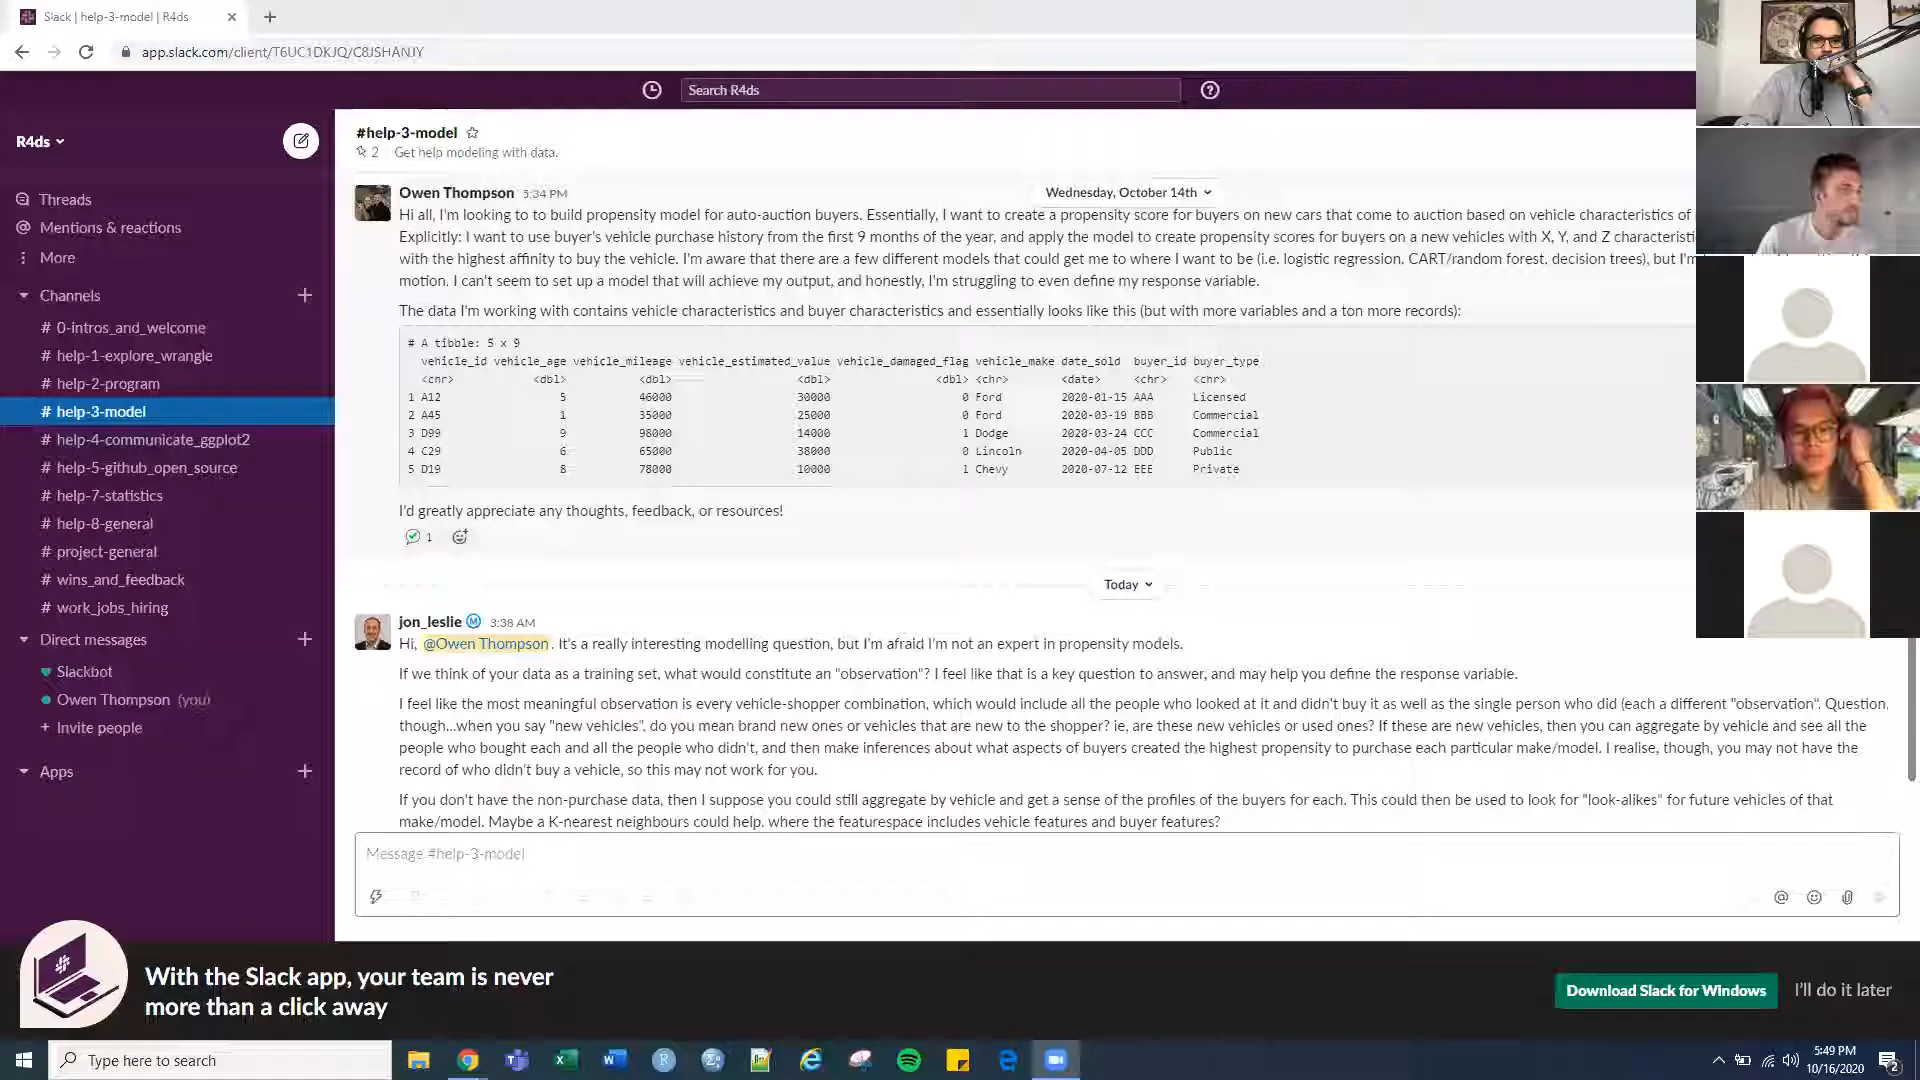 Slack | help-3-model | R4ds
app.slack.com/client/T6UC1DKJQ/C8JSHANJY
Search R4ds
R4ds
Threads
Mentions & reactions
More
Channels
# 0-intros_and_welcome
# help-1-explore_wrangle
# help-2-program
# help-3-model
# help-4-communicate_ggplot2
# help-5-github_open_source
# help-7-statistics
# help-8-general
# project-general
# wins_and_feedback
# work_jobs_hiring
Direct messages
Slackbot
Owen Thompson (you)
+ Invite people
Apps
#help-3-model
2 Get help modeling with data.
Wednesday, October 14th
Owen Thompson 5:34 PM
Hi all, I'm looking to to build propensity model for auto-auction buyers. Essentially, I want to create a propensity score for buyers on new cars that come to auction based on vehicle characteristics of
Explicitly: I want to use buyer's vehicle purchase history from the first 9 months of the year, and apply the model to create propensity scores for buyers on a new vehicles with X, Y, and Z
with the highest affinity to buy the vehicle. I'm aware that there are a few different models that could get me to where I want to be (i.e. logistic regression. CART/random forest. decision trees), but I'm
motion. I can't seem to set up a model that will achieve my output, and honestly, I'm struggling to even define my response variable.
The data I'm working with contains vehicle characteristics and buyer characteristics and essentially looks like this (but with more variables and a ton more records):
# A tibble: 5 x 9
vehicle_id vehicle_age vehicle_mileage vehicle_estimated_value vehicle_damaged_flag vehicle_make date_sold buyer_id buyer_type
<chr> <dbl> <dbl> <dbl> <dbl> <chr> <date> <chr> <chr>
1 A12 5 46000 30000 0 Ford 2020-01-15 AAA Licensed
2 A45 1 35000 25000 0 Ford 2020-03-19 BBB Commercial
3 D99 9 98000 14000 1 Dodge 2020-03-24 CCC Commercial
4 C29 6 65000 38000 0 Lincoln 2020-04-05 DDD Public
5 D19 8 78000 10000 1 Chevy 2020-07-12 EEE Private
I'd greatly appreciate any thoughts, feedback, or resources!
1
Today
jon_leslie M 3:38 AM
Hi, @Owen Thompson. It's a really interesting modelling question, but I'm afraid I'm not an expert in propensity models.
If we think of your data as a training set, what would constitute an "observation"? I feel like that is a key question to answer, and may help you define the response variable.
I feel like the most meaningful observation is every vehicle-shopper combination, which would include all the people who looked at it and didn't buy it as well as the single person who did (each a different "observation". Question,
though...when you say "new vehicles", do you mean brand new ones or vehicles that are new to the shopper? ie, are these new vehicles or used ones? If these are new vehicles, then you can aggregate by vehicle and see all the
people who bought each and all the people who didn't, and then make inferences about what aspects of buyers created the highest propensity to purchase each particular make/model. I realise, though, you may not have the
record of who didn't buy a vehicle, so this may not work for you.
If you don't have the non-purchase data, then I suppose you could still aggregate by vehicle and get a sense of the profiles of the buyers for each. This could then be used to look for "look-alikes" for future vehicles of that
make/model. Maybe a K-nearest neighbours could help. where the featurespace includes vehicle features and buyer features?
Message #help-3-model
With the Slack app, your team is never
more than a click away
Download Slack for Windows
I'll do it later
Type here to search
5:49 PM
10/16/2020
2